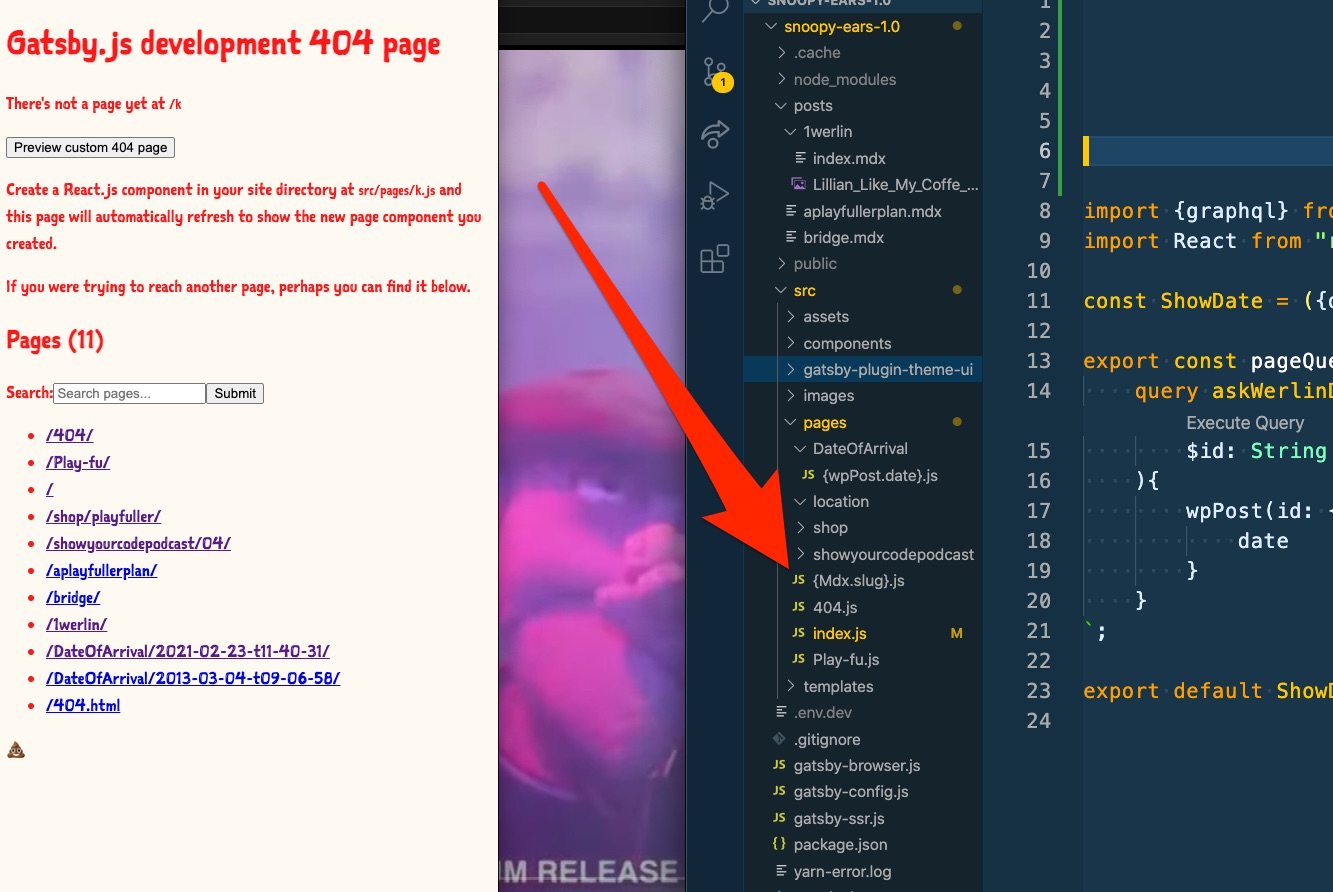 Gatsby.js development 404 page
There's not a page yet at /k
Preview custom 404 page
Create a React.js component in your site directory at src/pages/k.js and
this page will automatically refresh to show the new page component you
created.
If you were trying to reach another page, perhaps you can find it below.
Pages (11)
Search: Search pages... Submit
/404/
/Play-fu/
/
/shop/playfuller/
/showyourcodepodcast/04/
/aplayfullerplan/
/bridge/
/1werlin/
/DateOfArrival/2021-02-23-t11-40-31/
/DateOfArrival/2013-03-04-t09-06-58/
/404.html
💩
IM RELEASE
1
SNOOPY-EARS-1.0
snoopy-ears-1.0
.cache
node_modules
posts
1werlin
index.mdx
Lillian_Like_My_Coffe_...
aplayfullerplan.mdx
bridge.mdx
public
src
assets
components
gatsby-plugin-theme-ui
images
pages
DateOfArrival
JS {wpPost.date}.js
location
shop
showyourcodepodcast
JS {Mdx.slug}.js
JS 404.js
JS index.js M
JS Play-fu.js
templates
.env.dev
.gitignore
JS gatsby-browser.js
JS gatsby-config.js
JS gatsby-ssr.js
{} package.json
yarn-error.log
1
2
3
4
5
6
7
8 import {graphql} fro
9 import React from "r
10
11 const ShowDate = ({d
12
13 export const pageQue
14 query askWerlinD
Execute Query
15 $id: String
16 ){
17 wpPost(id: {
18 date
19 }
20 }
21 `;
22
23 export default ShowD
24